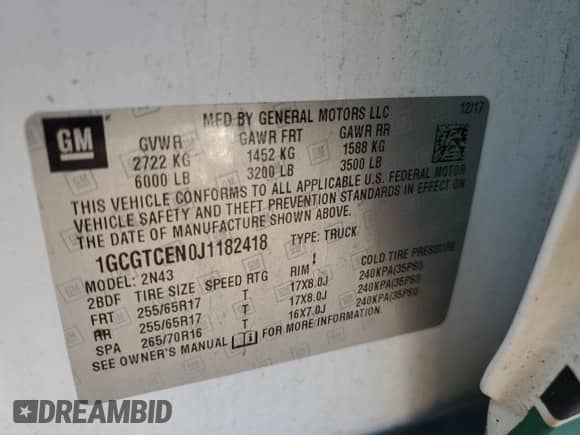 MFD BY GENERAL MOTORS LLC 12/17
GM
GVWR GAWR FRT GAWR RR
2722 KG 1452 KG 1588 KG
6000 LB 3200 LB 3500 LB
THIS VEHICLE CONFORMS TO ALL APPLICABLE U.S. FEDERAL MOTOR
VEHICLE SAFETY AND THEFT PREVENTION STANDARDS IN EFFECT ON
THE DATE OF MANUFACTURE SHOWN ABOVE.
1GCGTCEN0J1182418 TYPE: TRUCK
MODEL: 2N43
2BDF TIRE SIZE SPEED RTG RIM COLD TIRE PRESSURE
FRT 255/65R17 T 17X8.0J 240KPA(35PSI)
RR 255/65R17 T 17X8.0J 240KPA(35PSI)
SPA 265/70R16 T 16X7.0J 240KPA(35PSI)
SEE OWNER'S MANUAL FOR MORE INFORMATION.
DREAMBID